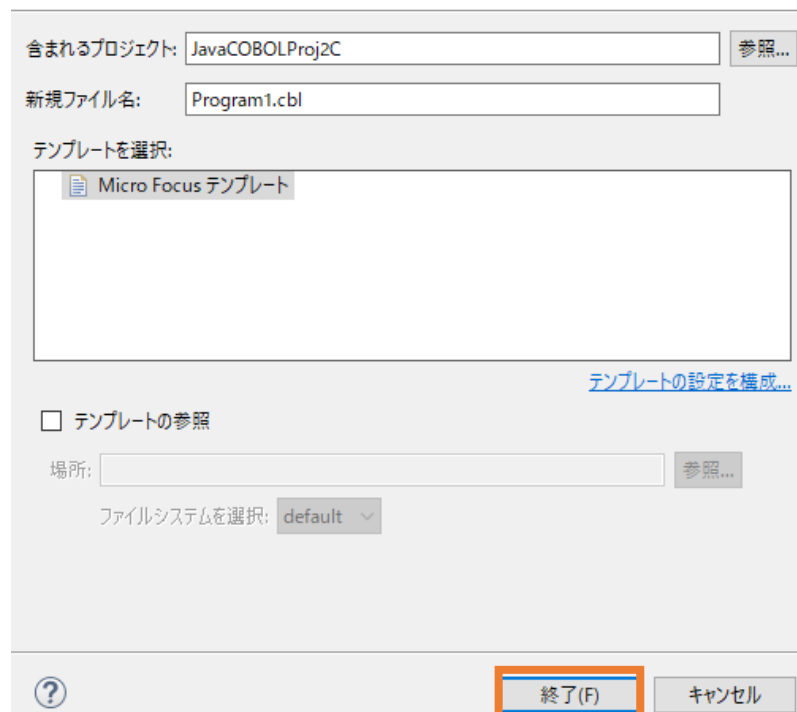 含まれるプロジェクト: JavaCOBOLProj2C 参照...
新規ファイル名: Program1.cbl
テンプレートを選択:
Micro Focus テンプレート
テンプレートの設定を構成...
テンプレートの参照
場所: 参照...
ファイルシステムを選択: default
? 終了(F) キャンセル